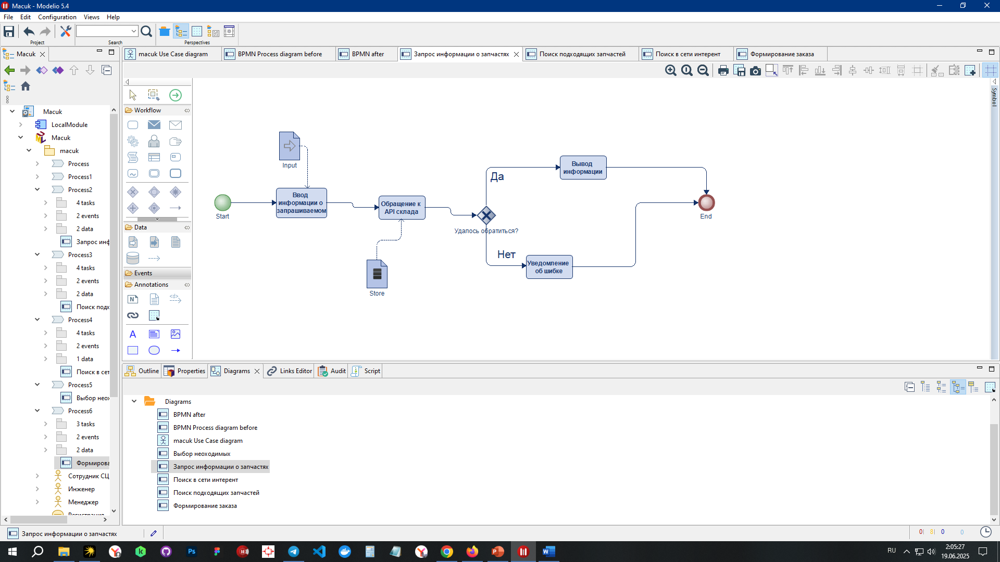 Macuk - Modelio 5.4
File Edit Configuration Views Help
Project
Search
Perspectives
Macuk
macuk Use Case diagram
BPMN Process diagram before
BPMN after
Запрос информации о запчастях
Поиск подходящих запчастей
Поиск в сети интерент
Формирование заказа
Symbol
Macuk
LocalModule
Macuk
macuk
Process
Process1
Process2
4 tasks
2 events
2 data
Запрос инф
Process3
4 tasks
2 events
2 data
Поиск подх
Process4
4 tasks
2 events
1 data
Поиск в сет
Process5
Выбор неох
Process6
3 tasks
2 events
2 data
Формирова
Сотрудник СЦ
Инженер
Менеджер
Регистрация
Workflow
Data
Events
Annotations
N
<d>
A
Input
Start
Ввод
информации о
запрашиваемом
Обращение к
API склада
Store
Удалось обратиться?
Да
Нет
Вывод
информации
Уведомление
об шибке
End
Outline
Properties
Diagrams
Links Editor
Audit
Script
Diagrams
BPMN after
BPMN Process diagram before
macuk Use Case diagram
Выбор неоходимых
Запрос информации о запчастях
Поиск в сети интерент
Поиск подходящих запчастей
Формирование заказа
Запрос информации о запчастях
0 8 0 0
RU
2:05:27
19.06.2025